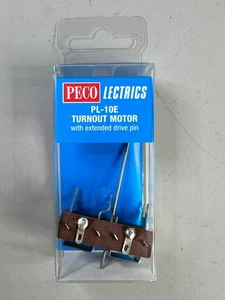 PECO LECTRICS
PL-10E
TURNOUT MOTOR
with extended drive pin